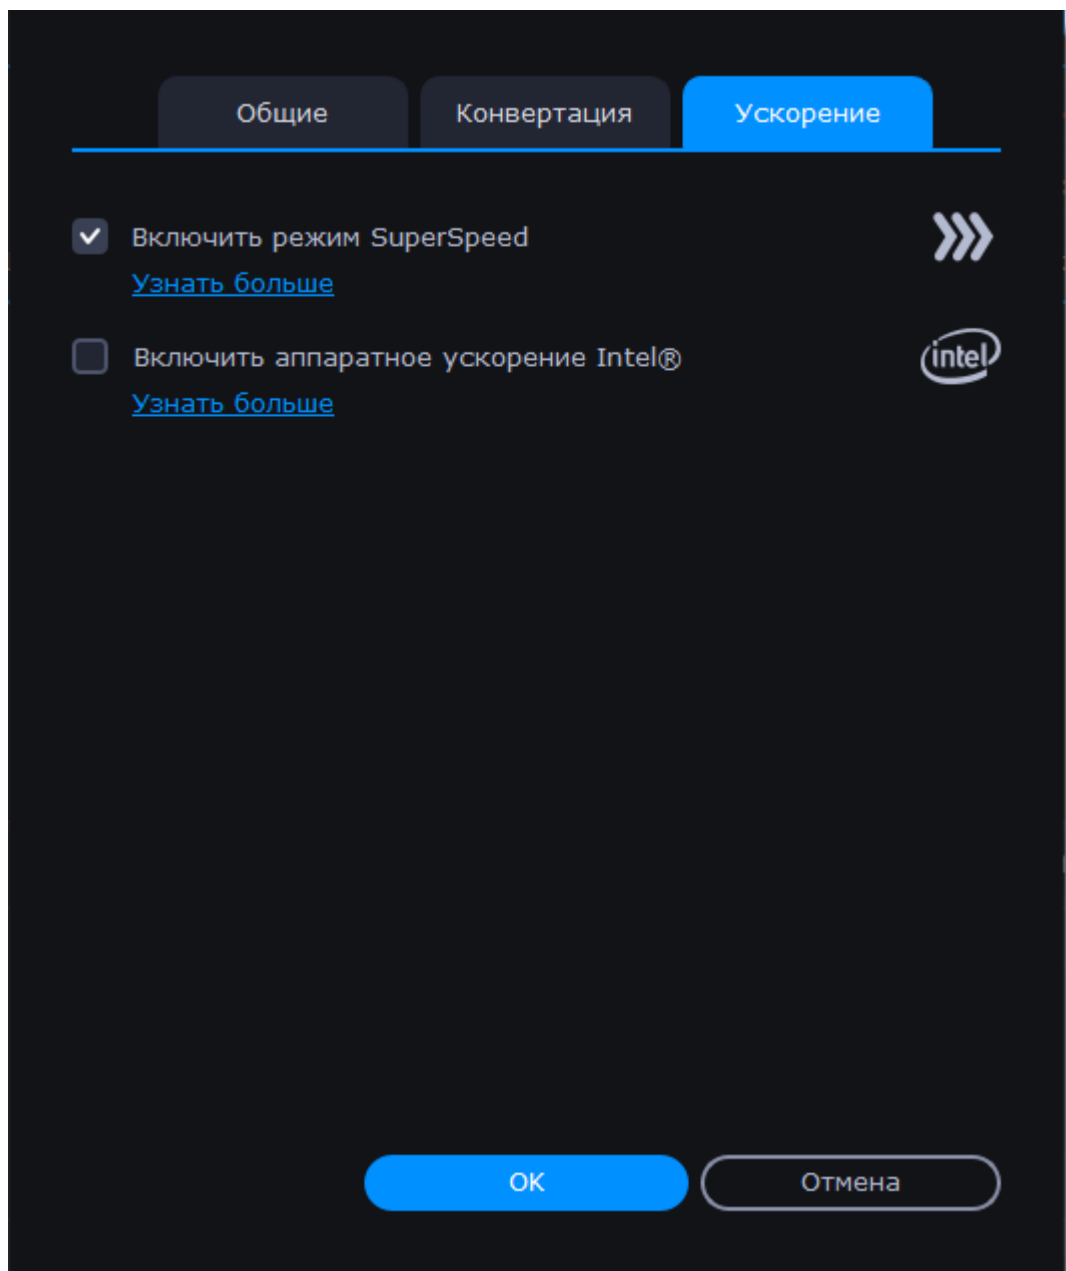 Общие
Конвертация
Ускорение
Включить режим SuperSpeed
Узнать больше
Включить аппаратное ускорение Intel®
intel
Узнать больше
OK
Отмена